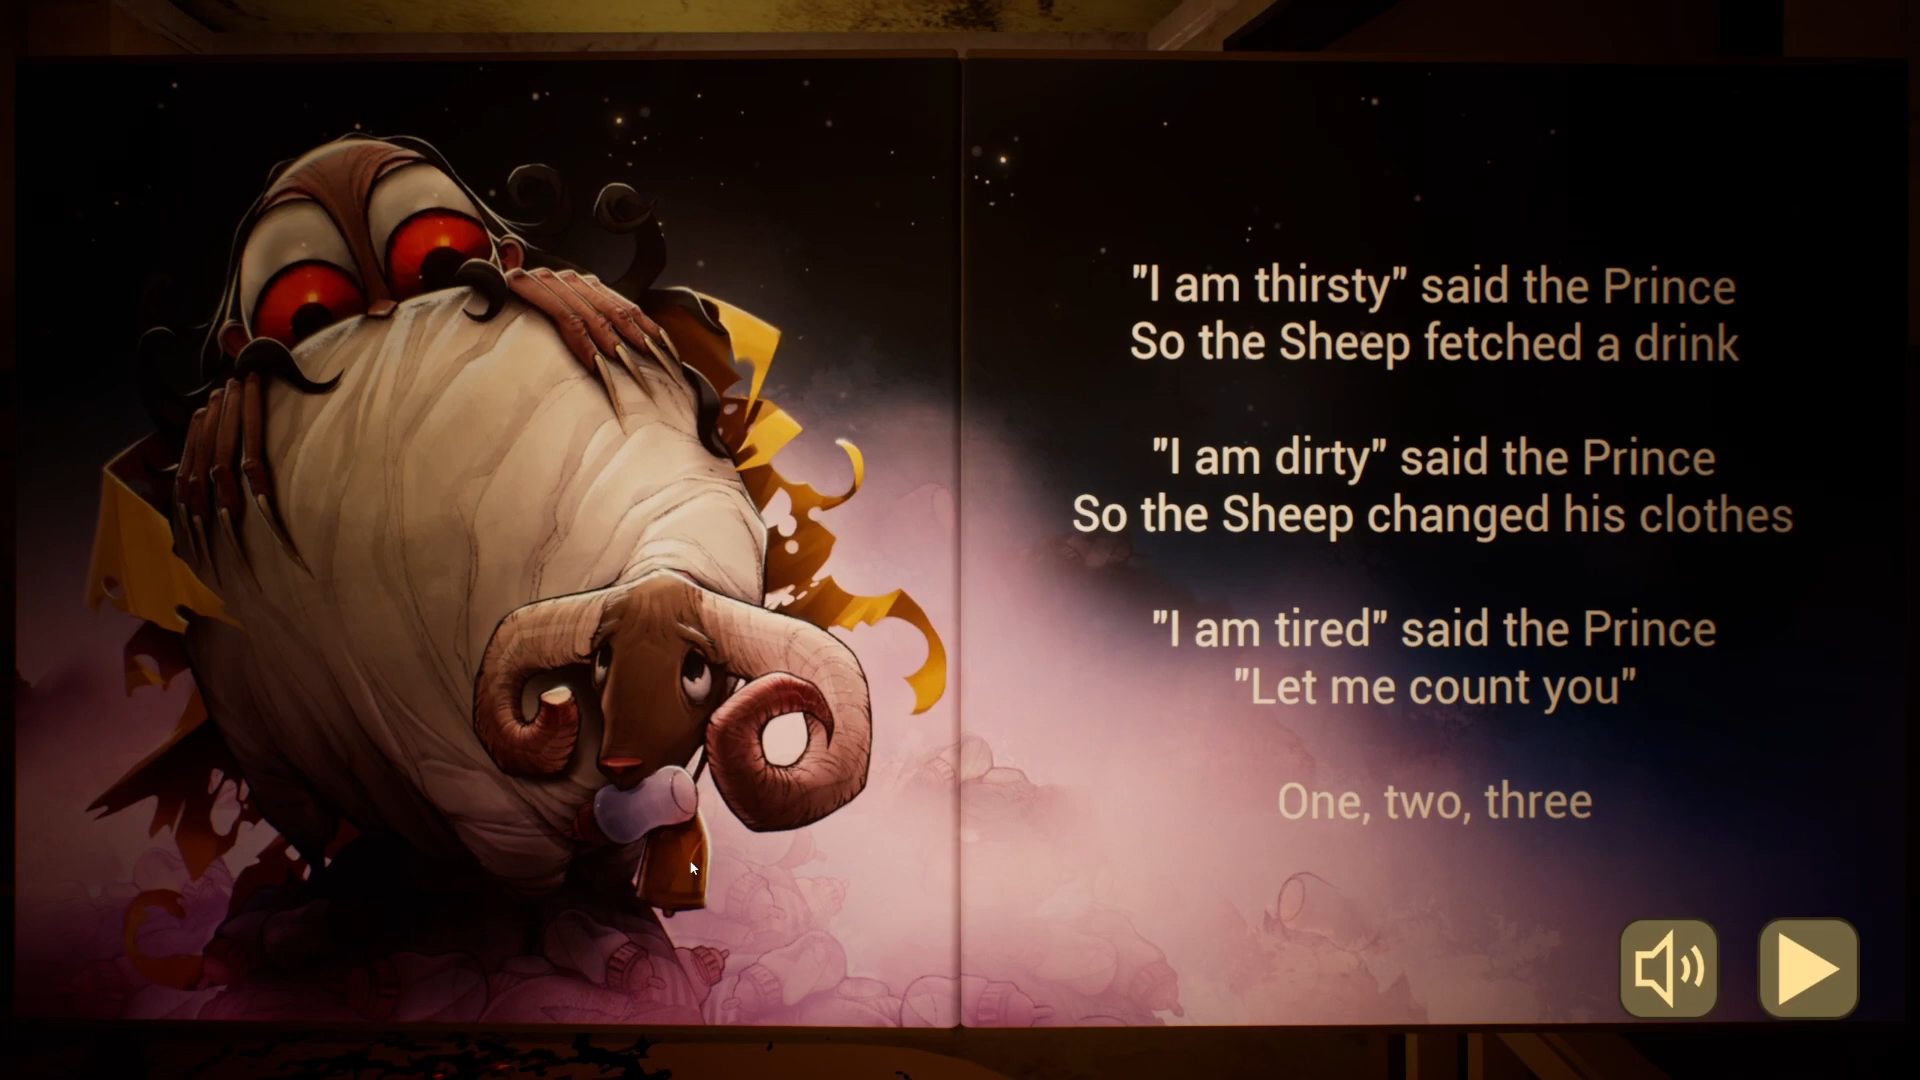 "I am thirsty" said the Prince
So the Sheep fetched a drink
"I am dirty" said the Prince
So the Sheep changed his clothes
"I am tired" said the Prince
"Let me count you"
One, two, three